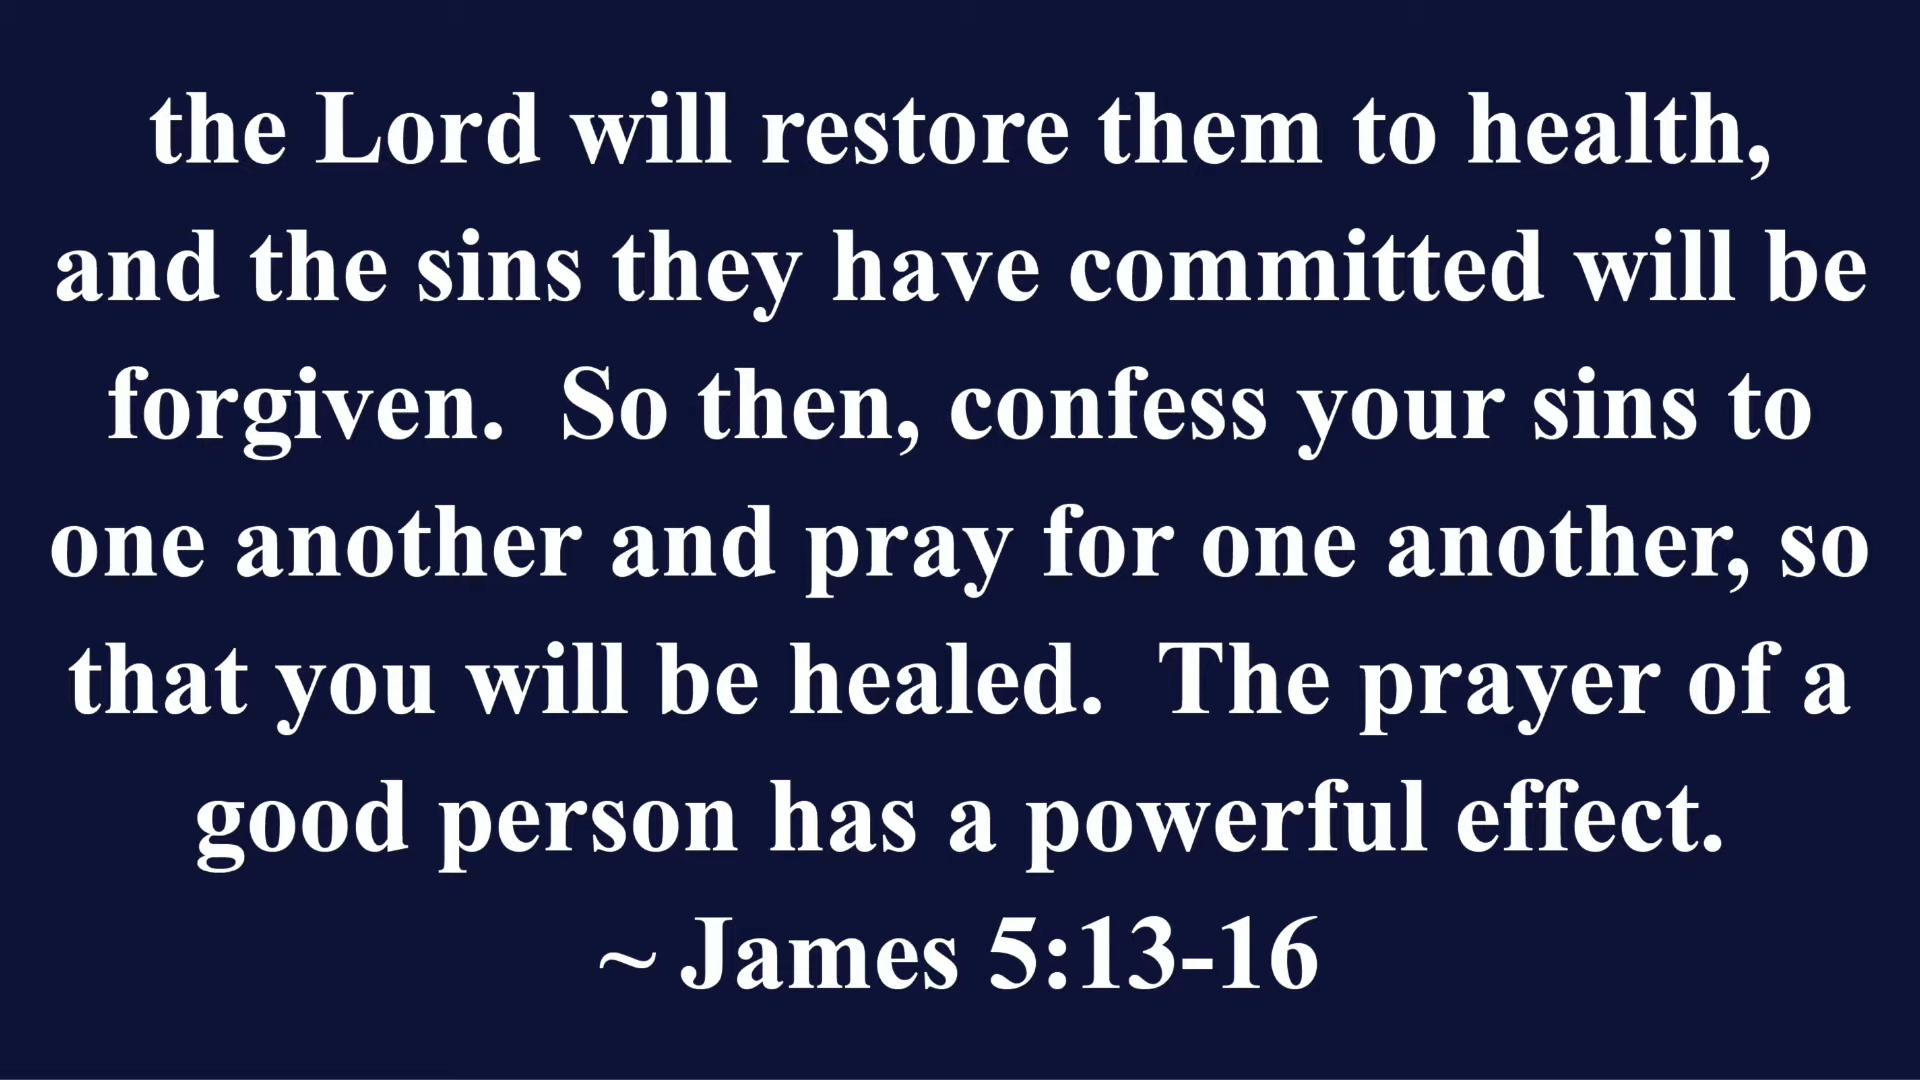 the Lord will restore them to health,
and the sins they have committed will be
forgiven.  So then, confess your sins to
one another and pray for one another, so
that you will be healed.  The prayer of a
good person has a powerful effect.
~ James 5:13-16